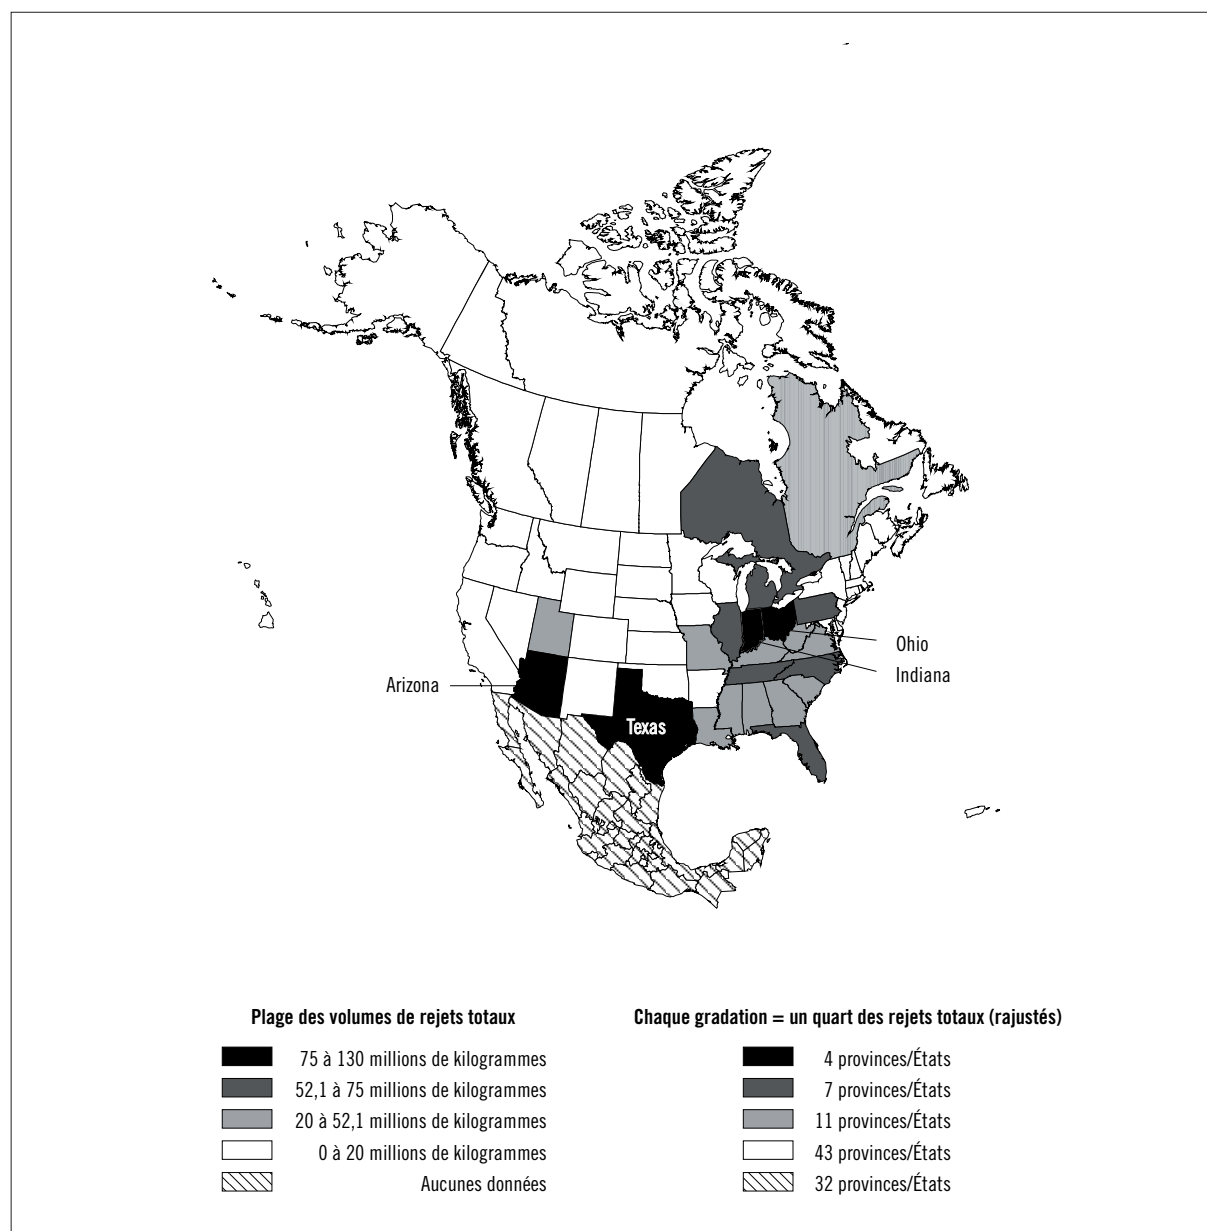 Ohio
Indiana
Arizona
Texas
Plage des volumes de rejets totaux
75 à 130 millions de kilogrammes
52,1 à 75 millions de kilogrammes
20 à 52,1 millions de kilogrammes
0 à 20 millions de kilogrammes
Aucunes données
Chaque gradation = un quart des rejets totaux (rajustés)
4 provinces/États
7 provinces/États
11 provinces/États
43 provinces/États
32 provinces/États